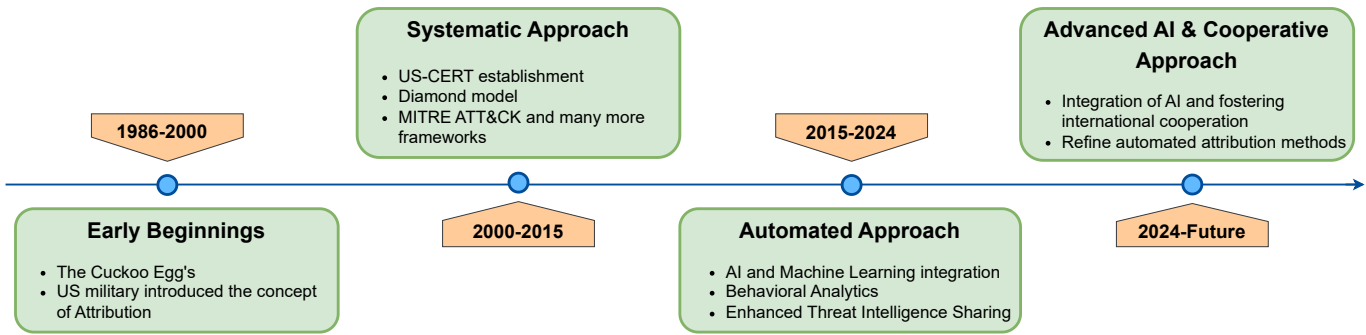 1986-2000
Early Beginnings
The Cuckoo Egg's
US military introduced the concept
of Attribution
Systematic Approach
US-CERT establishment
Diamond model
MITRE ATT&CK and many more
frameworks
2000-2015
2015-2024
Automated Approach
AI and Machine Learning integration
Behavioral Analytics
Enhanced Threat Intelligence Sharing
Advanced AI & Cooperative
Approach
Integration of AI and fostering
international cooperation
Refine automated attribution methods
2024-Future